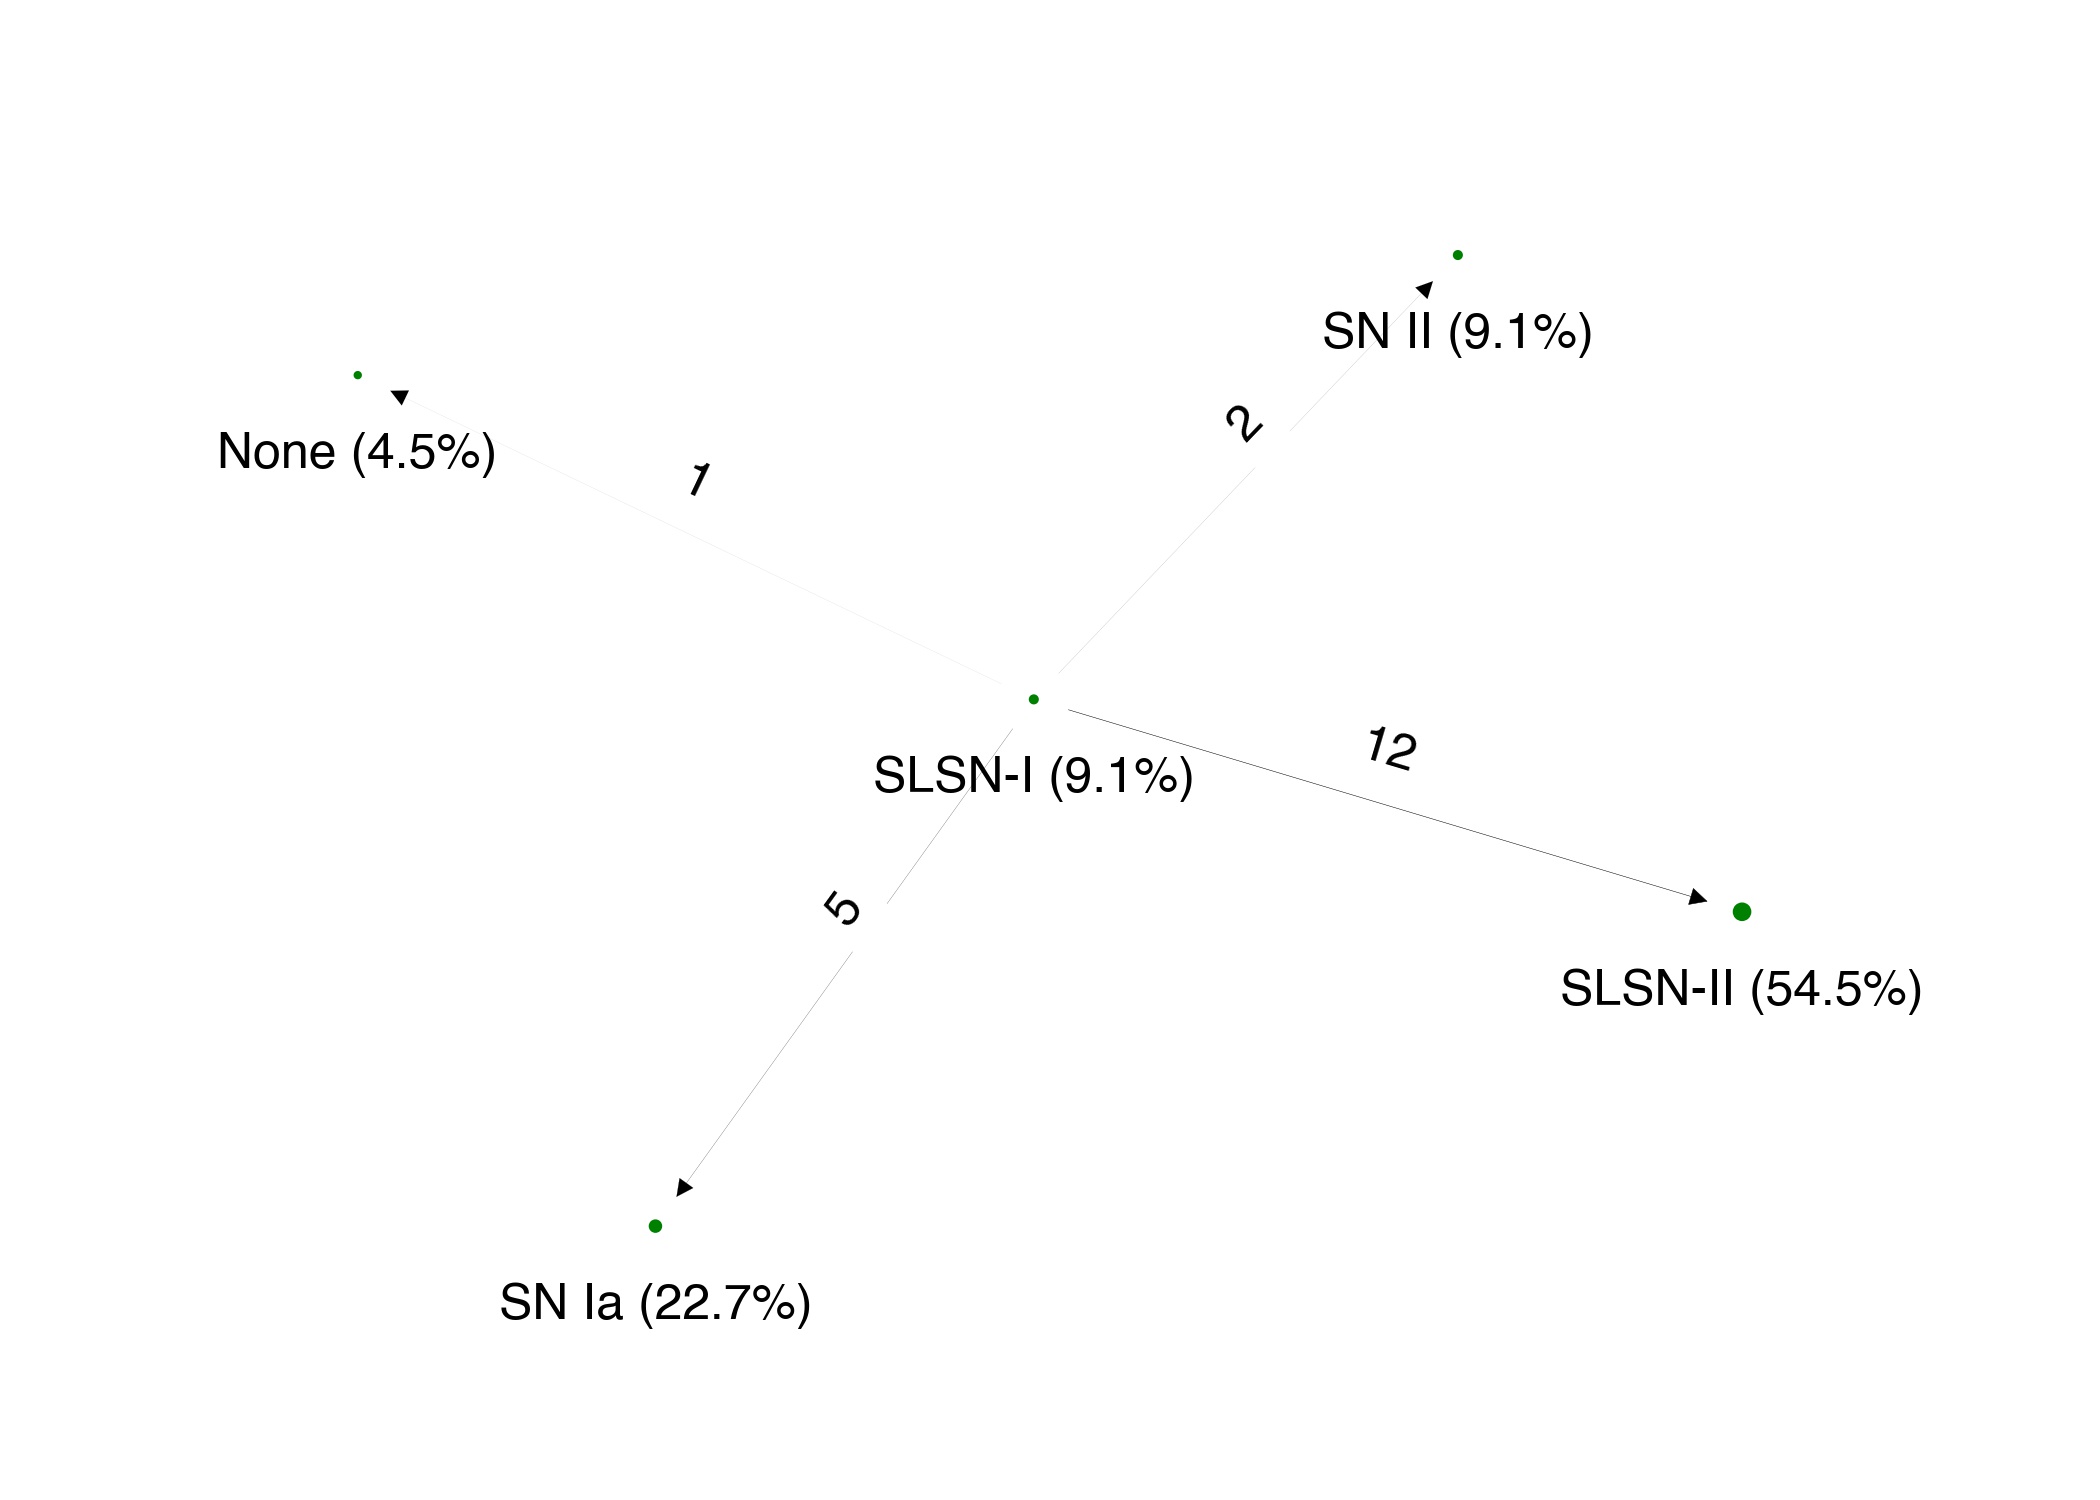 SN II (9.1%)
2
None (4.5%)
1
SLSN-I (9.1%)
12
5
SLSN-II (54.5%)
SN Ia (22.7%)